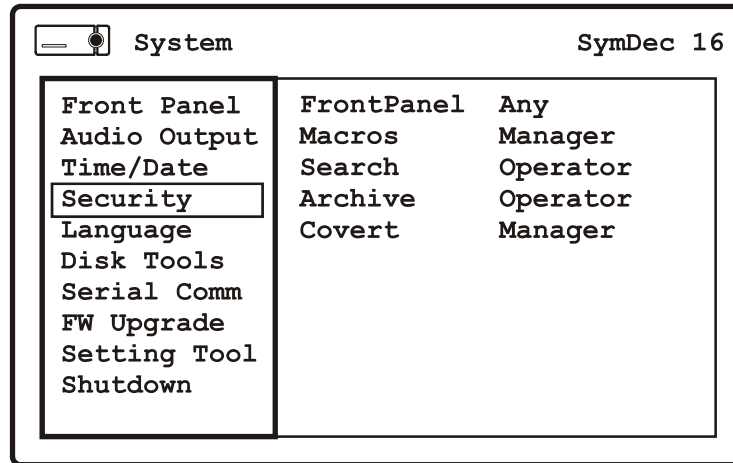 System SymDec 16
Front Panel
Audio Output
Time/Date
Security
Language
Disk Tools
Serial Comm
FW Upgrade
Setting Tool
Shutdown
FrontPanel Any
Macros Manager
Search Operator
Archive Operator
Covert Manager